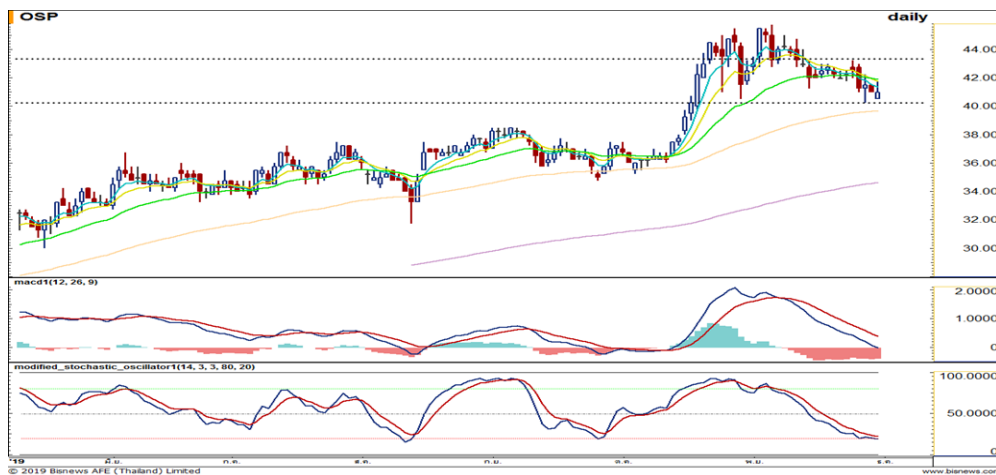 OSP daily
44.00
42.00
40.00
38.00
36.00
34.00
32.00
30.00
macd1(12, 26, 9)
2.0000
1.0000
0
modified_stochastic_oscillator1(14, 3, 3, 80, 20)
100.0000
50.0000
0
'19 มิ.ย. ก.ค. ส.ค. ก.ย. ต.ค. พ.ย. ธ.ค.
© 2019 Bisnews AFE (Thailand) Limited www.bisnews.com